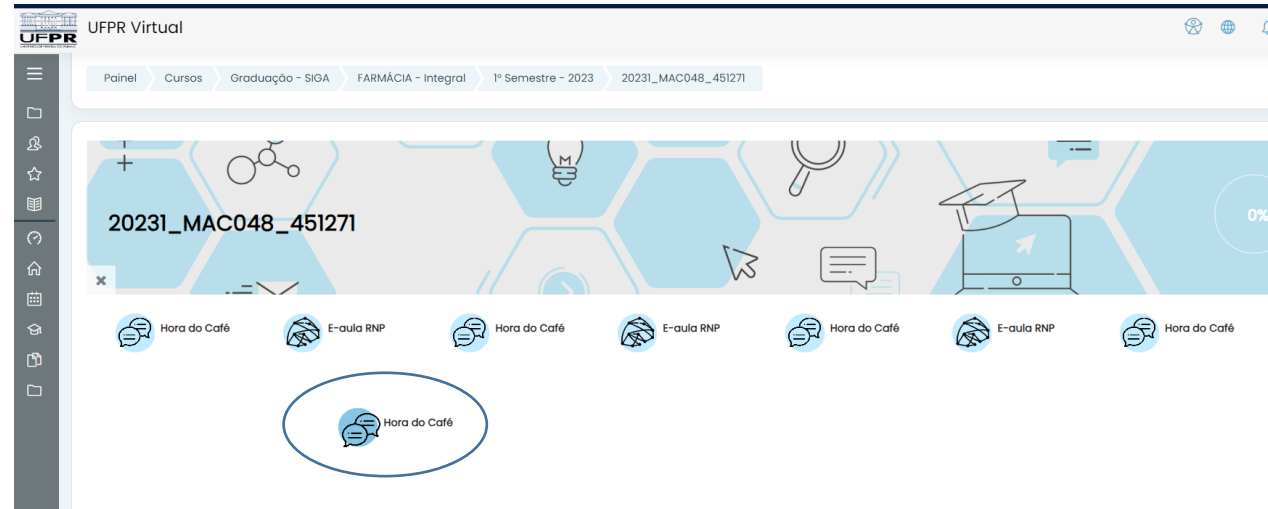 UFPR
UFPR Virtual
Painel Cursos Graduação - SIGA FARMÁCIA - Integral 1º Semestre - 2023 20231_MAC048_451271
M
20231_MAC048_451271
0%
Hora do Café E-aula RNP Hora do Café E-aula RNP Hora do Café E-aula RNP Hora do Café
Hora do Café